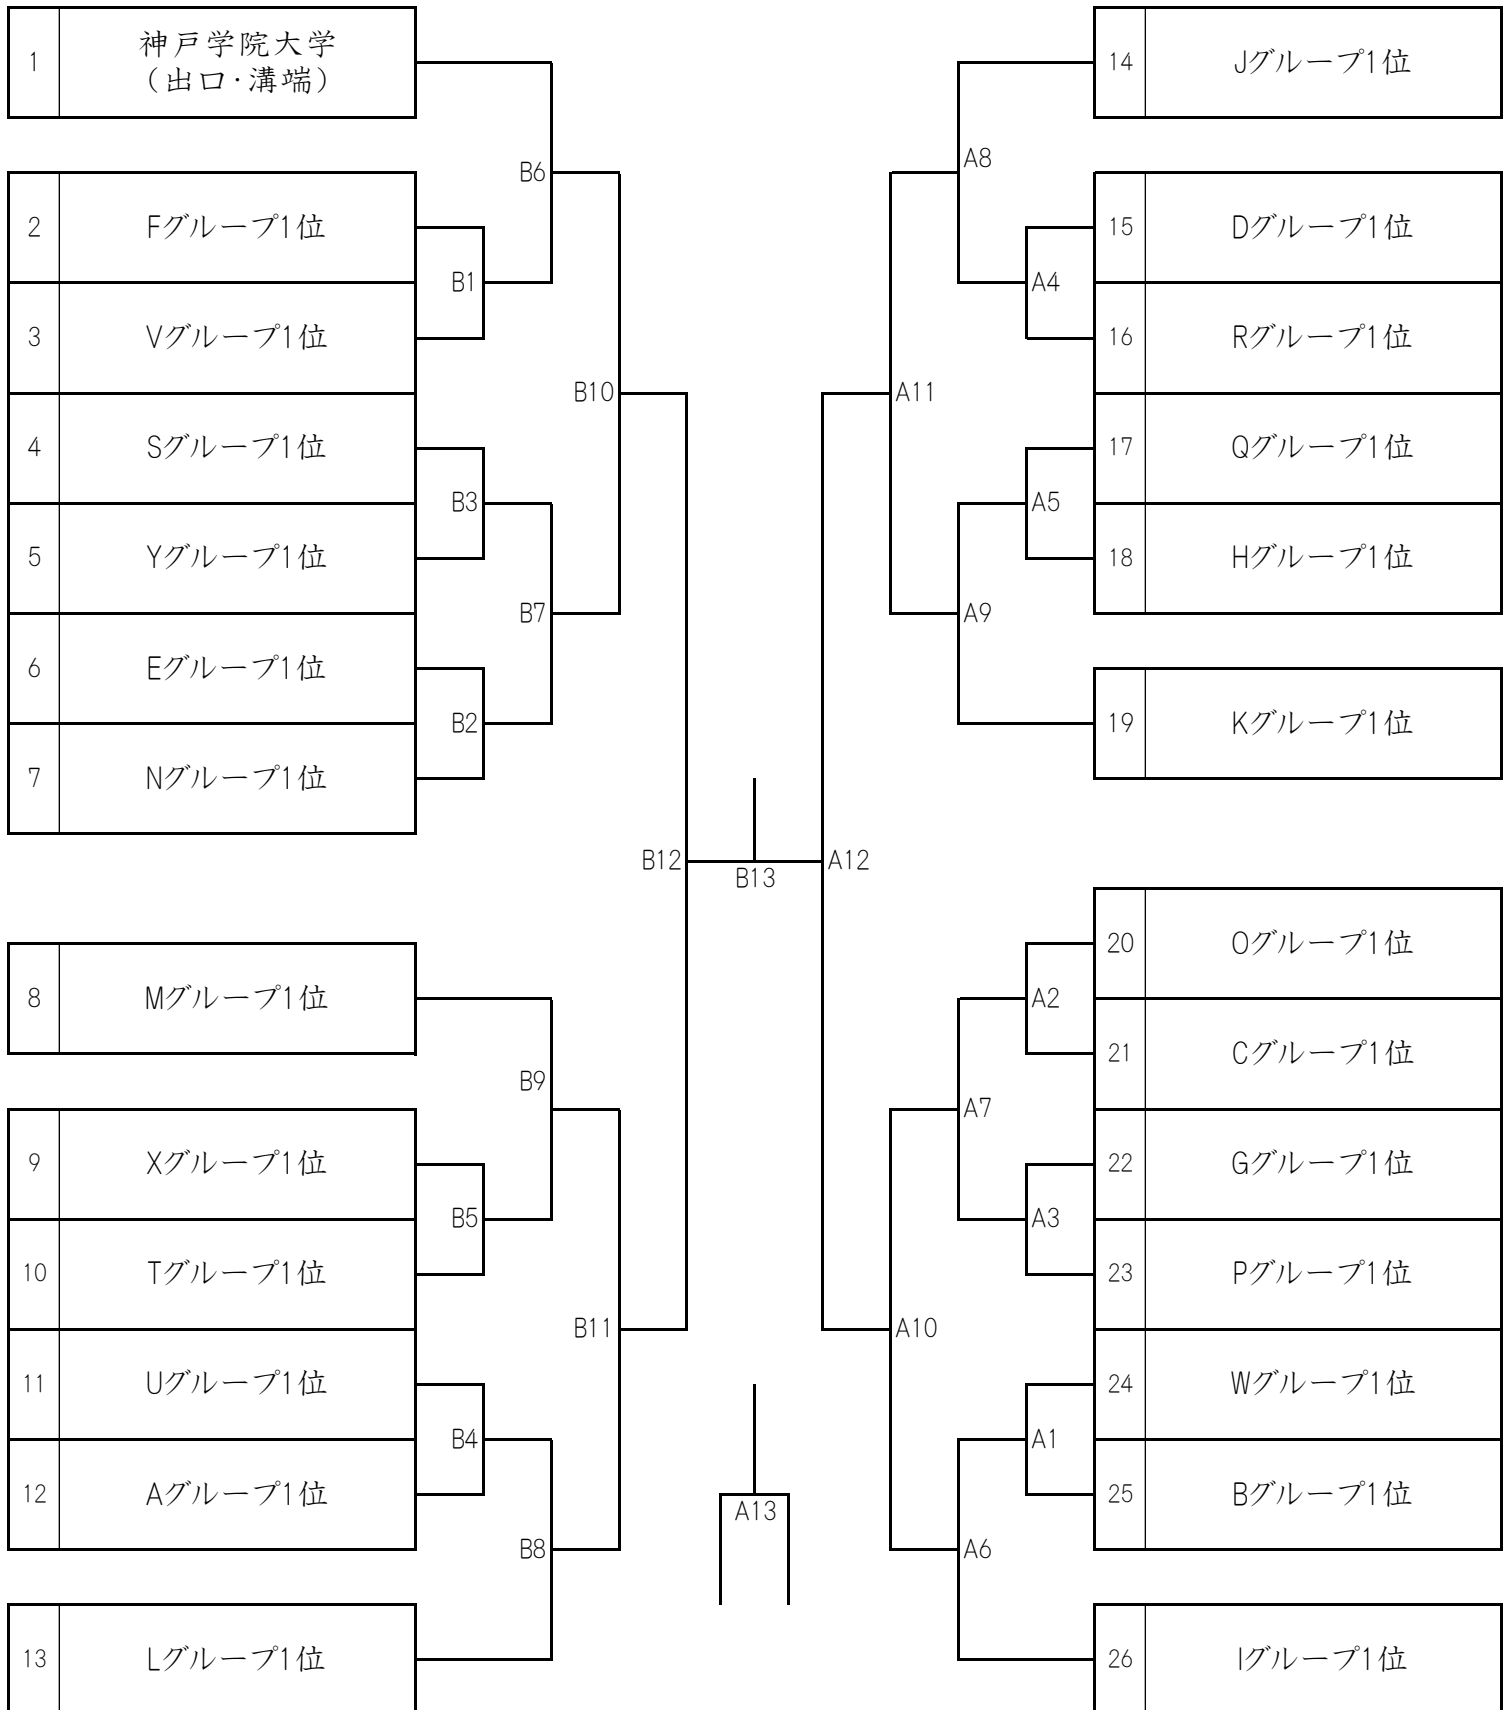 1 神戸学院大学
(出口・溝端)
2 Fグループ1位
3 Vグループ1位
4 Sグループ1位
5 Yグループ1位
6 Eグループ1位
7 Nグループ1位
8 Mグループ1位
9 Xグループ1位
10 Tグループ1位
11 Uグループ1位
12 Aグループ1位
13 Lグループ1位
B6
B1
B10
B3
B7
B2
B12
B13
B9
B5
B11
B4
B8
A13
A8
A4
A11
A5
A9
A12
A2
A7
A3
A10
A1
A6
14 Jグループ1位
15 Dグループ1位
16 Rグループ1位
17 Qグループ1位
18 Hグループ1位
19 Kグループ1位
20 Oグループ1位
21 Cグループ1位
22 Gグループ1位
23 Pグループ1位
24 Wグループ1位
25 Bグループ1位
26 Iグループ1位